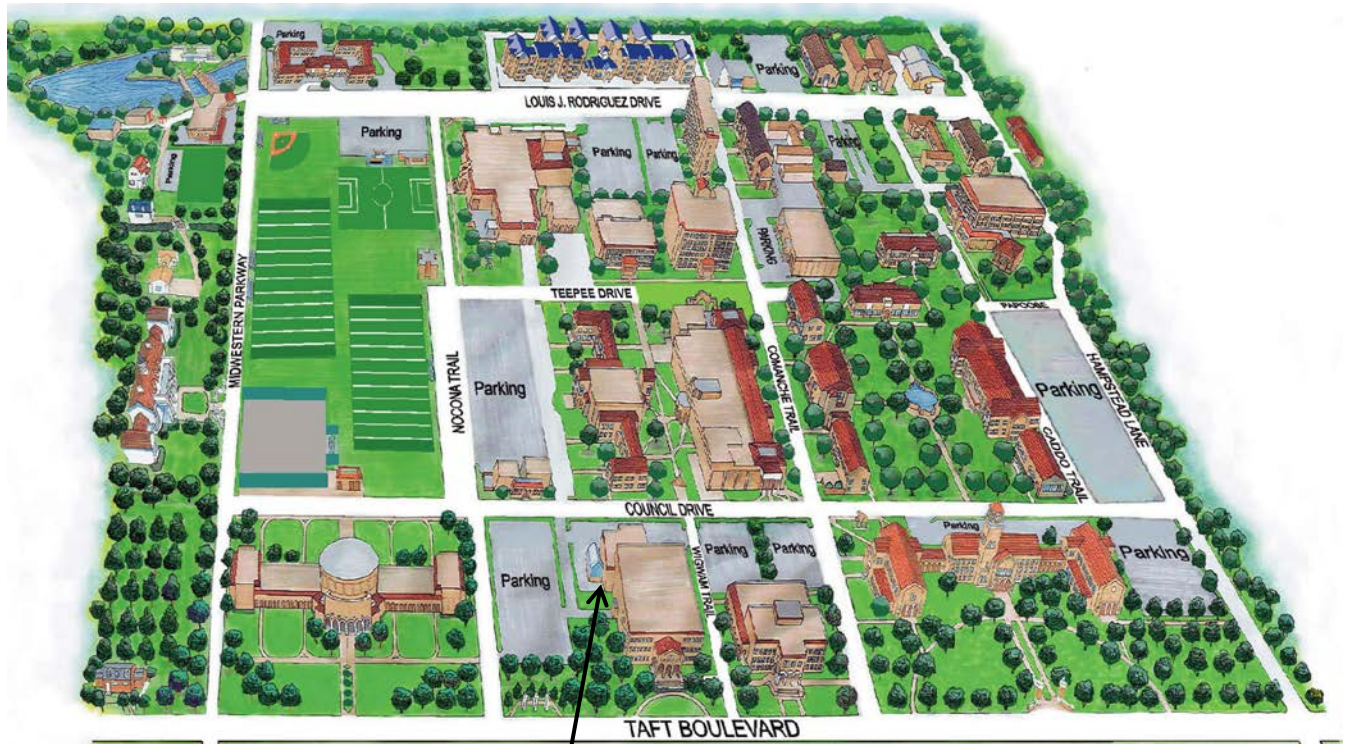 Parking
LOUIS J. RODRIGUEZ DRIVE
Parking
Parking
Parking
Parking
Parking
Parking
PARKING
MIDWESTERN PARKWAY
TEEPEE DRIVE
PAPOOSE
NOCONA TRAIL
Parking
COMANCHE TRAIL
Parking
HAMPSTEAD LANE
CADDO TRAIL
COUNCIL DRIVE
Parking
WIGWAM TRAIL
Parking
Parking
Parking
Parking
TAFT BOULEVARD